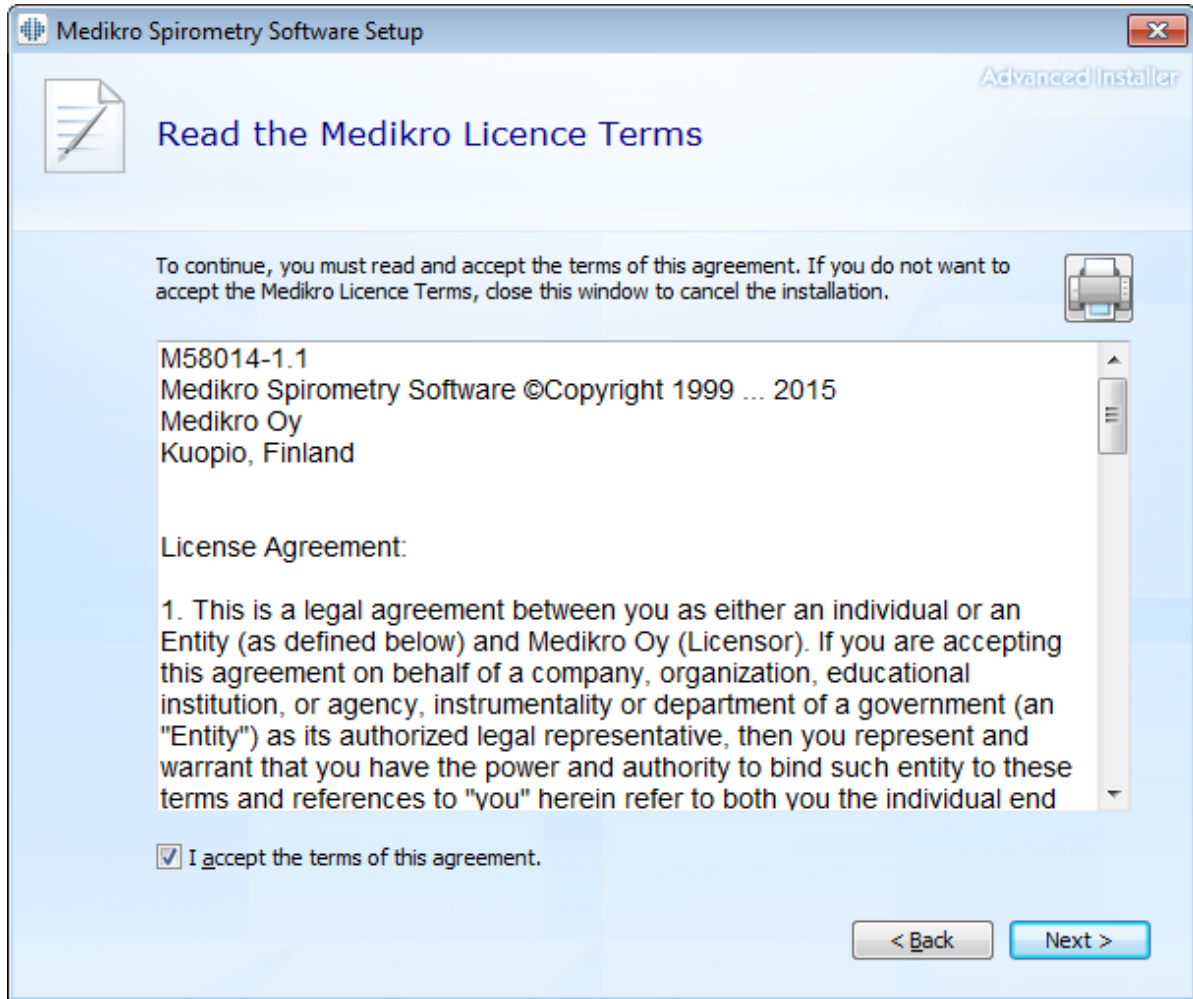 Medikro Spirometry Software Setup
Advanced Installer
Read the Medikro Licence Terms
To continue, you must read and accept the terms of this agreement. If you do not want to
accept the Medikro Licence Terms, close this window to cancel the installation.
M58014-1.1
Medikro Spirometry Software ©Copyright 1999 ... 2015
Medikro Oy
Kuopio, Finland
License Agreement:
1. This is a legal agreement between you as either an individual or an
Entity (as defined below) and Medikro Oy (Licensor). If you are accepting
this agreement on behalf of a company, organization, educational
institution, or agency, instrumentality or department of a government (an
"Entity") as its authorized legal representative, then you represent and
warrant that you have the power and authority to bind such entity to these
terms and references to "you" herein refer to both you the individual end
I accept the terms of this agreement.
< Back
Next >